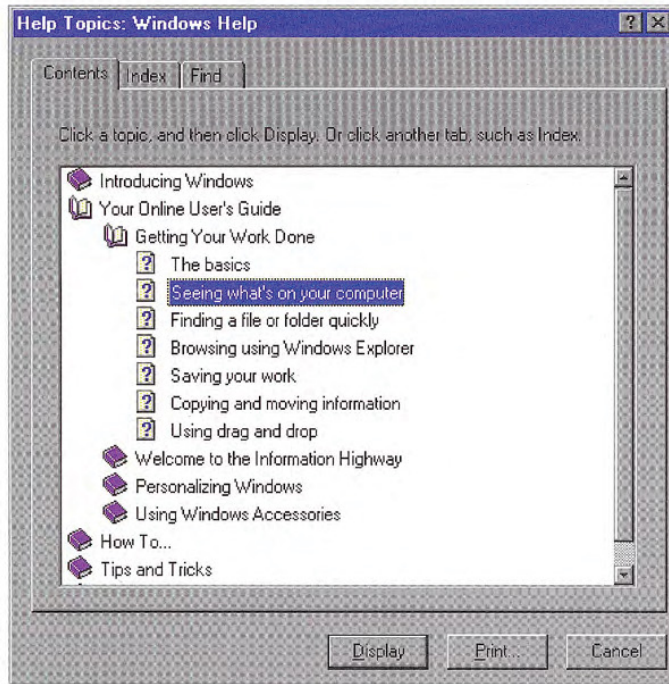 Help Topics: Windows Help
Contents Index Find
Click a topic, and then click Display. Or click another tab, such as Index.
Introducing Windows
Your Online User's Guide
Getting Your Work Done
The basics
Seeing what's on your computer
Finding a file or folder quickly
Browsing using Windows Explorer
Saving your work
Copying and moving information
Using drag and drop
Welcome to the Information Highway
Personalizing Windows
Using Windows Accessories
How To...
Tips and Tricks
Display Print... Cancel